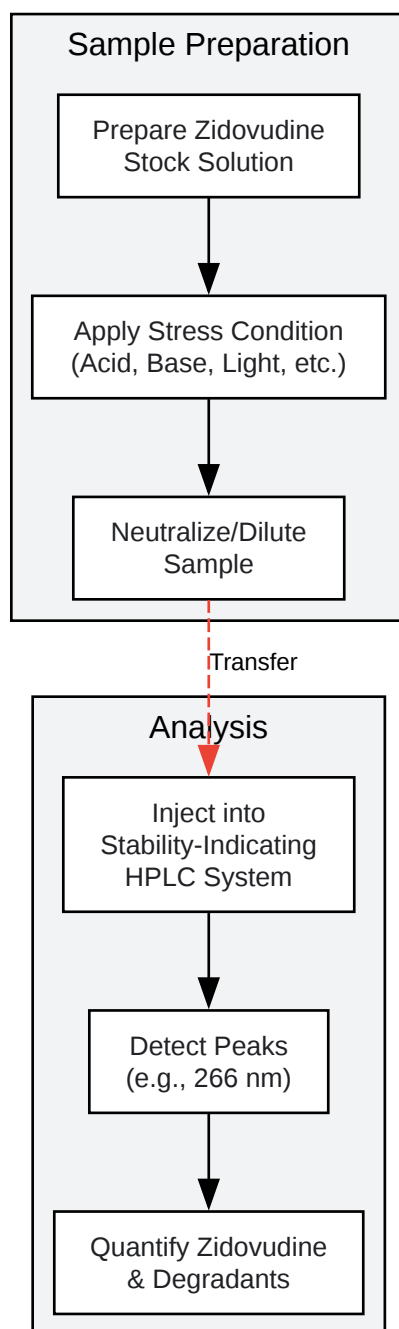 Sample Preparation
Prepare Zidovudine
Stock Solution
Apply Stress Condition
(Acid, Base, Light, etc.)
Neutralize/Dilute
Sample
Transfer
Analysis
Inject into
Stability-Indicating
HPLC System
Detect Peaks
(e.g., 266 nm)
Quantify Zidovudine
& Degradants